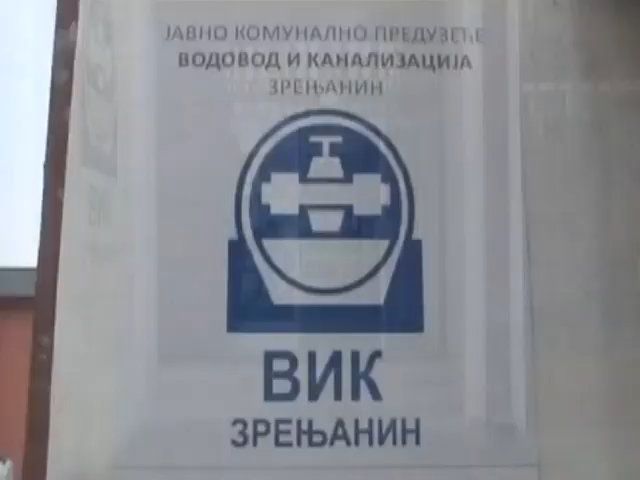 ЈАВНО КОМУНАЛНО ПРЕДУЗЕЋЕ
ВОДОВОД И КАНАЛИЗАЦИЈА
ЗРЕЊАНИН
ВИК
ЗРЕЊАНИН